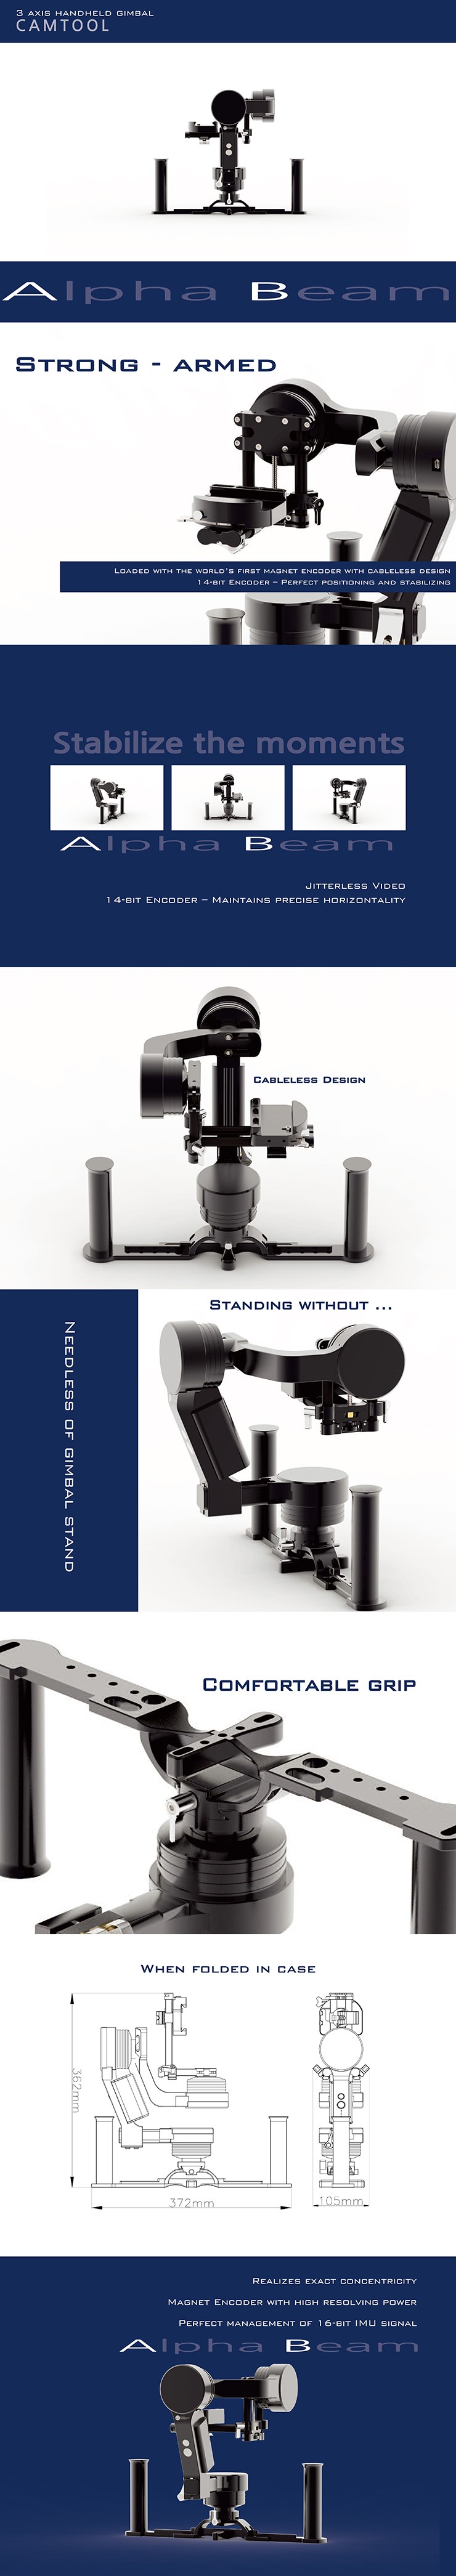 3 AXIS HANDHELD GIMBAL
CAMTOOL
Alpha Beam
STRONG - ARMED
LOADED WITH THE WORLD'S FIRST MAGNET ENCODER WITH CABLELESS DESIGN
14-BIT ENCODER – PERFECT POSITIONING AND STABILIZING
Stabilize the moments
Alpha Beam
JITTERLESS VIDEO
14-BIT ENCODER – MAINTAINS PRECISE HORIZONTALITY
CABLELESS DESIGN
STANDING WITHOUT ...
NEEDLESS OF GIMBAL STAND
COMFORTABLE GRIP
WHEN FOLDED IN CASE
362mm
372mm
105mm
REALIZES EXACT CONCENTRICITY
MAGNET ENCODER WITH HIGH RESOLVING POWER
PERFECT MANAGEMENT OF 16-BIT IMU SIGNAL
Alpha Beam